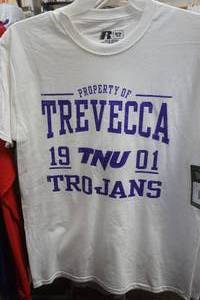 PROPERTY OF
TREVECCA
19 TNU 01
TROJANS